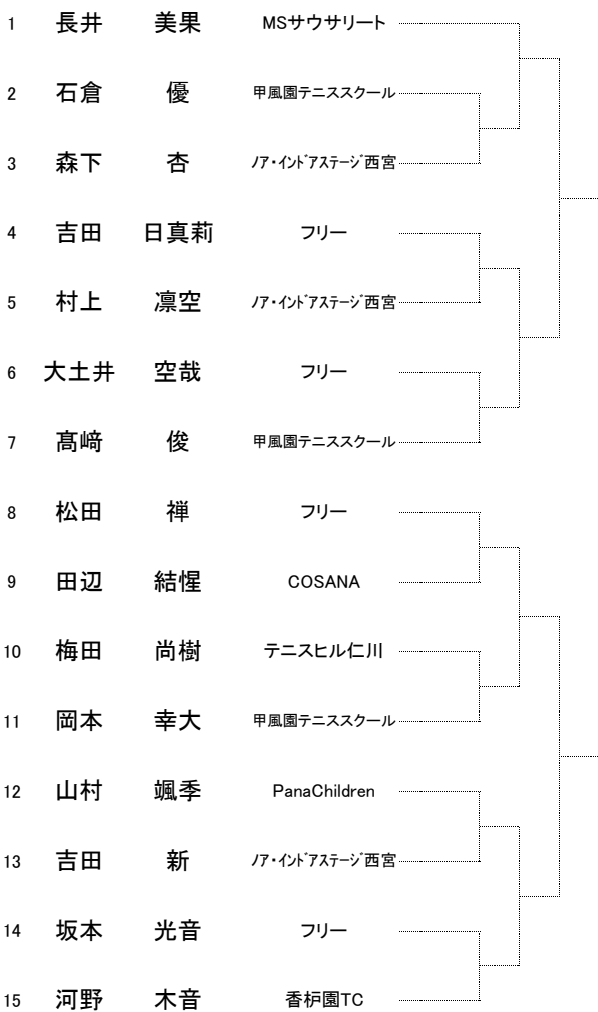 1 長井 美果 MSサウサリート
2 石倉 優 甲風園テニススクール
3 森下 杏 ﾉｱ・ｲﾝﾄﾞｱｽﾃｰｼﾞ西宮
4 吉田 日真莉 フリー
5 村上 凛空 ﾉｱ・ｲﾝﾄﾞｱｽﾃｰｼﾞ西宮
6 大土井 空哉 フリー
7 髙﨑 俊 甲風園テニススクール
8 松田 禅 フリー
9 田辺 結惺 COSANA
10 梅田 尚樹 テニスヒル仁川
11 岡本 幸大 甲風園テニススクール
12 山村 颯季 PanaChildren
13 吉田 新 ﾉｱ・ｲﾝﾄﾞｱｽﾃｰｼﾞ西宮
14 坂本 光音 フリー
15 河野 木音 香枦園TC